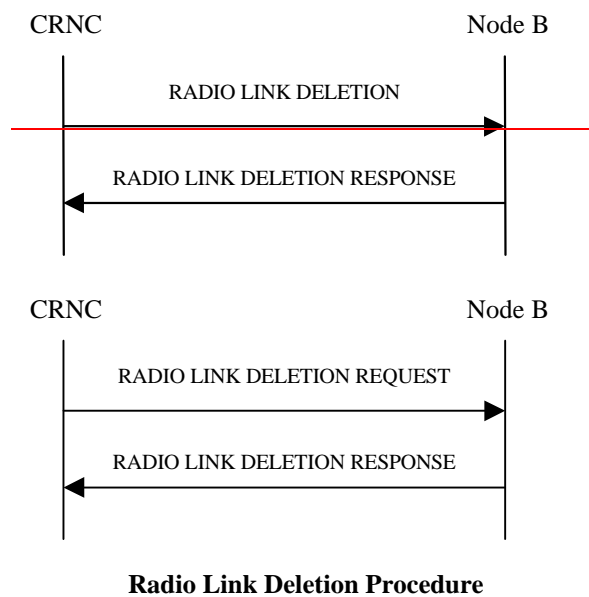 CRNC Node B
RADIO LINK DELETION
RADIO LINK DELETION RESPONSE
CRNC Node B
RADIO LINK DELETION REQUEST
RADIO LINK DELETION RESPONSE
Radio Link Deletion Procedure